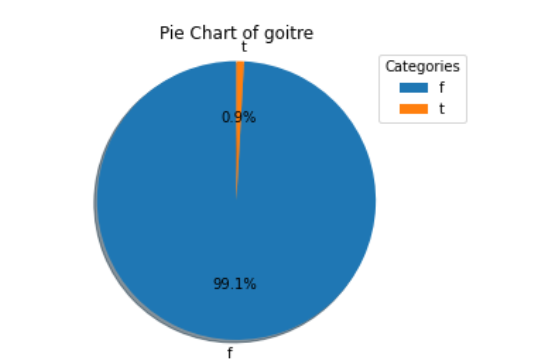 Pie Chart of goitre
t
Categories
f
t
0.9%
99.1%
f